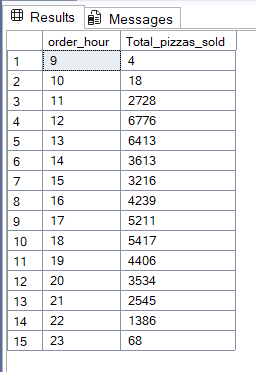 Results Messages
order_hour Total_pizzas_sold
1 9 4
2 10 18
3 11 2728
4 12 6776
5 13 6413
6 14 3613
7 15 3216
8 16 4239
9 17 5211
10 18 5417
11 19 4406
12 20 3534
13 21 2545
14 22 1386
15 23 68